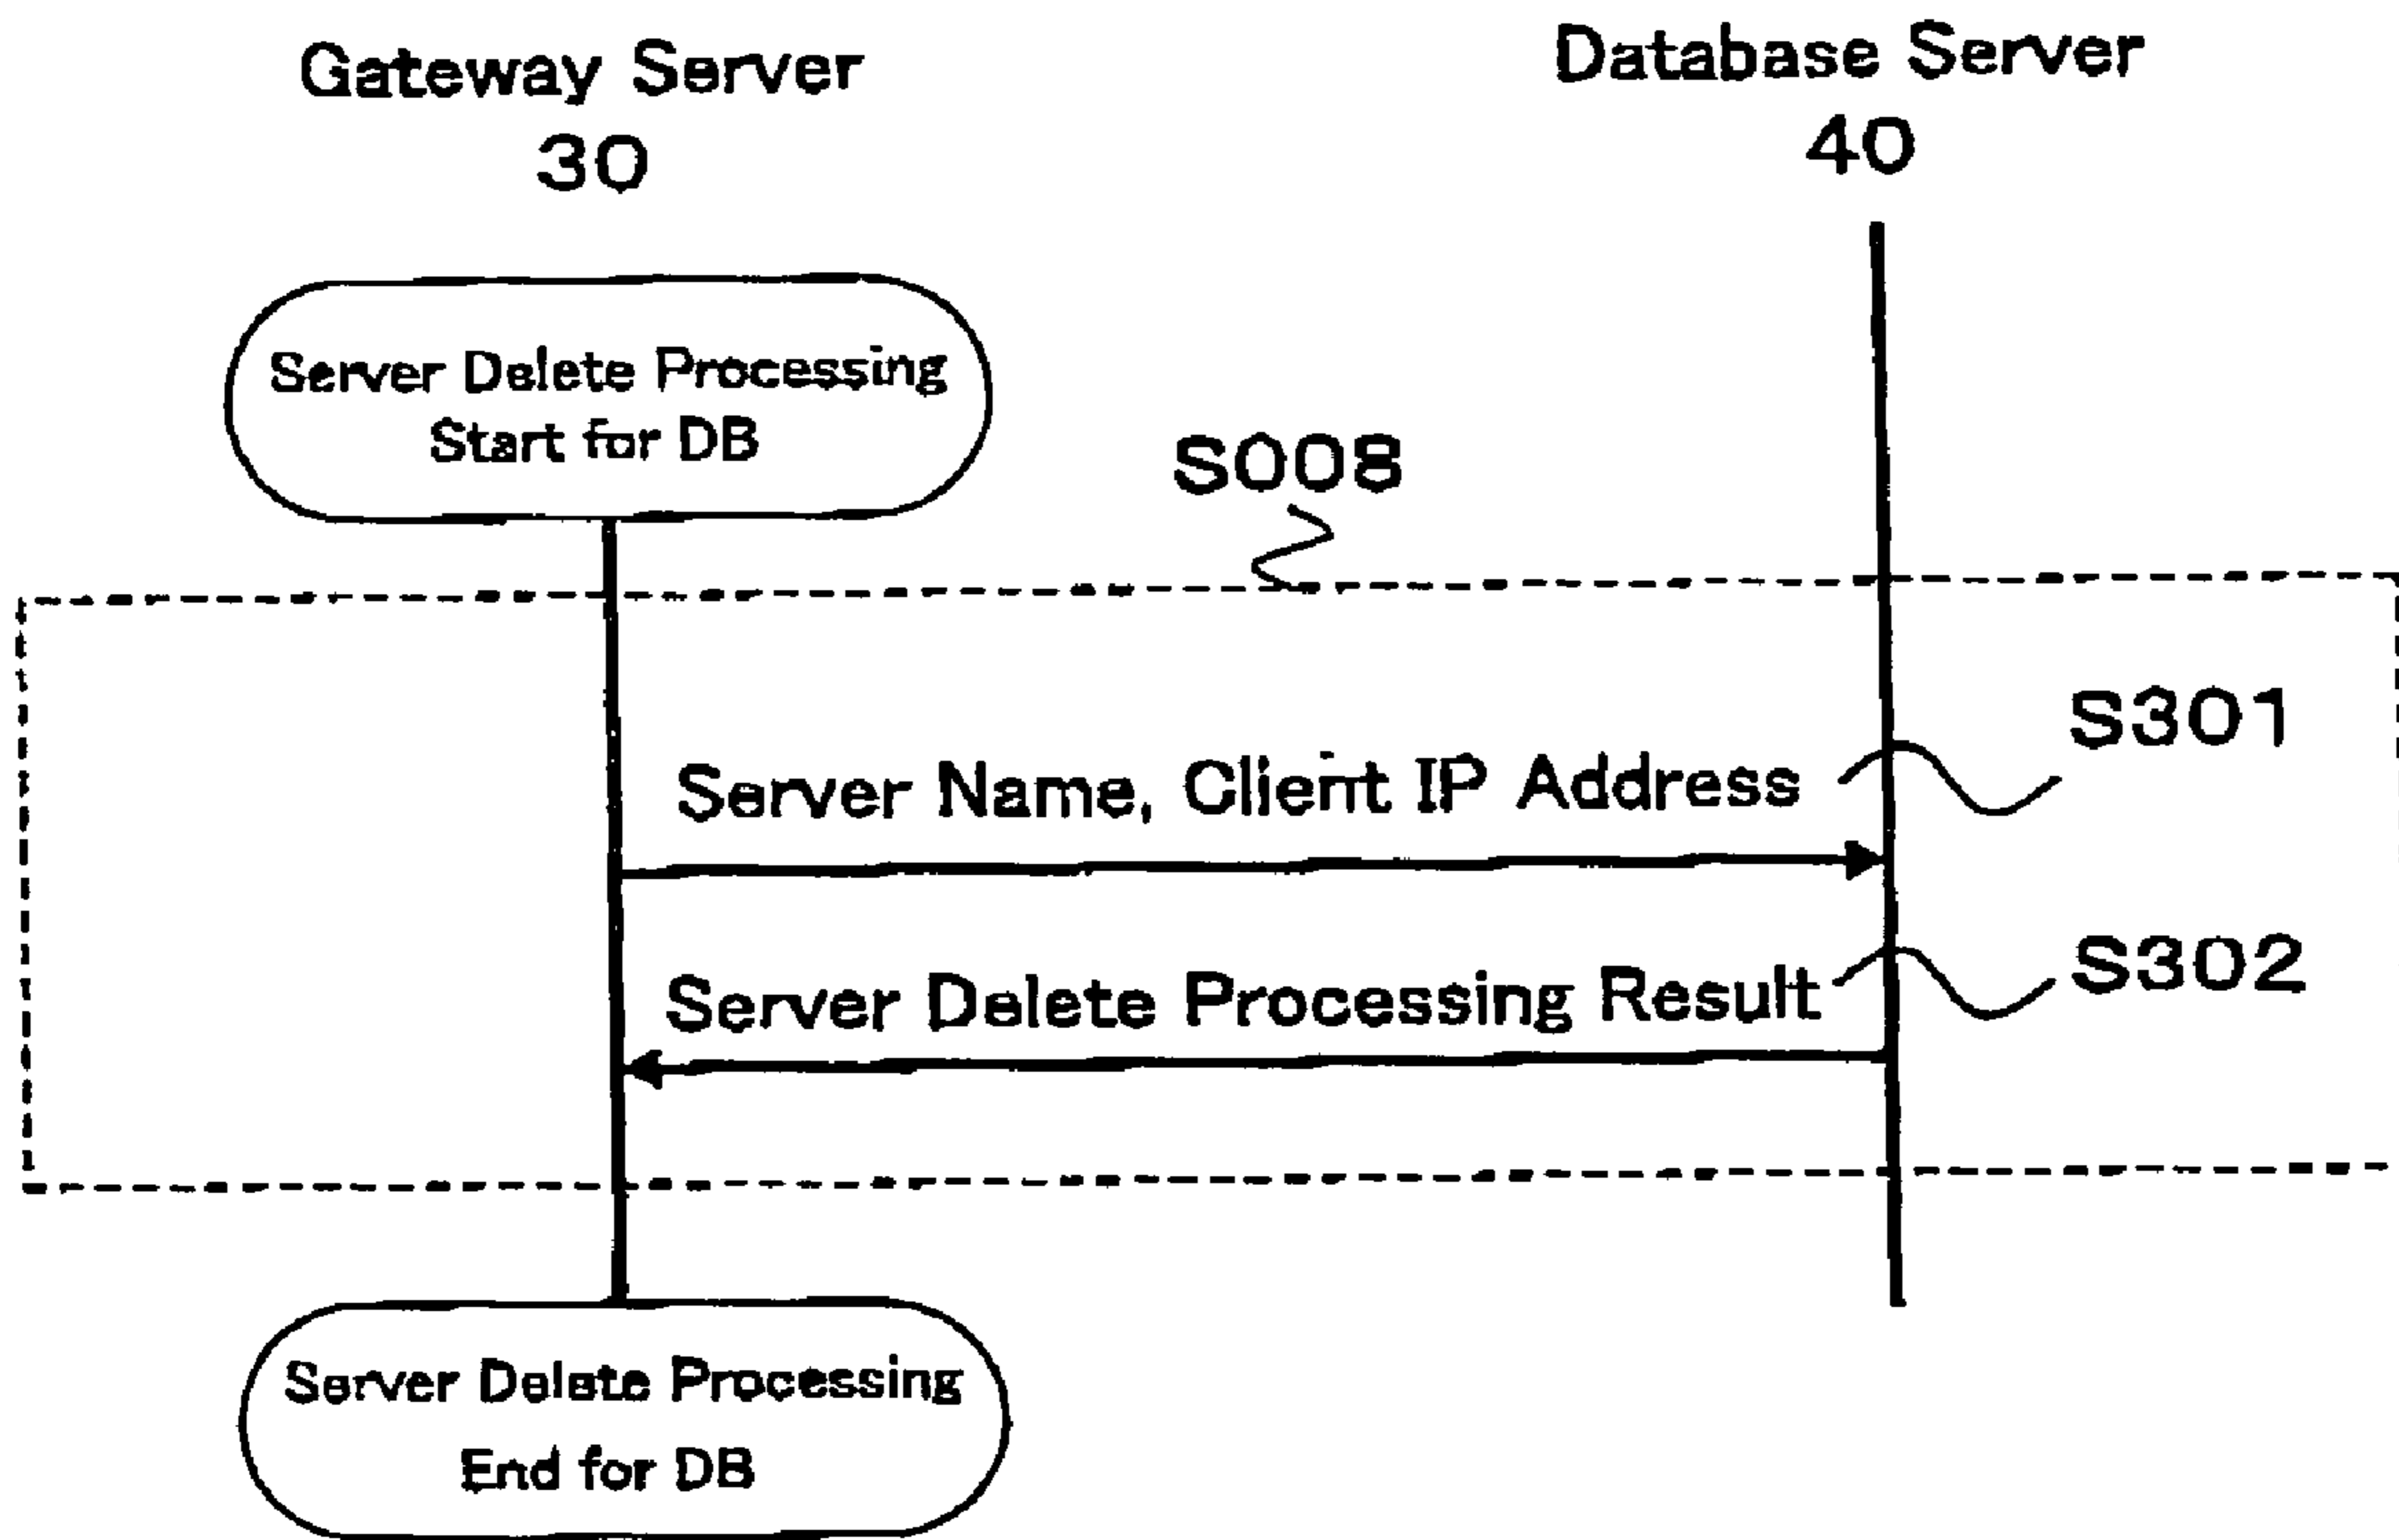 Gateway Server
30
Database Server
40
Server Delete Processing
Start for DB
S008
S301
Server Name, Client IP Address
S302
Server Delete Processing Result
Server Delete Processing
End for DB